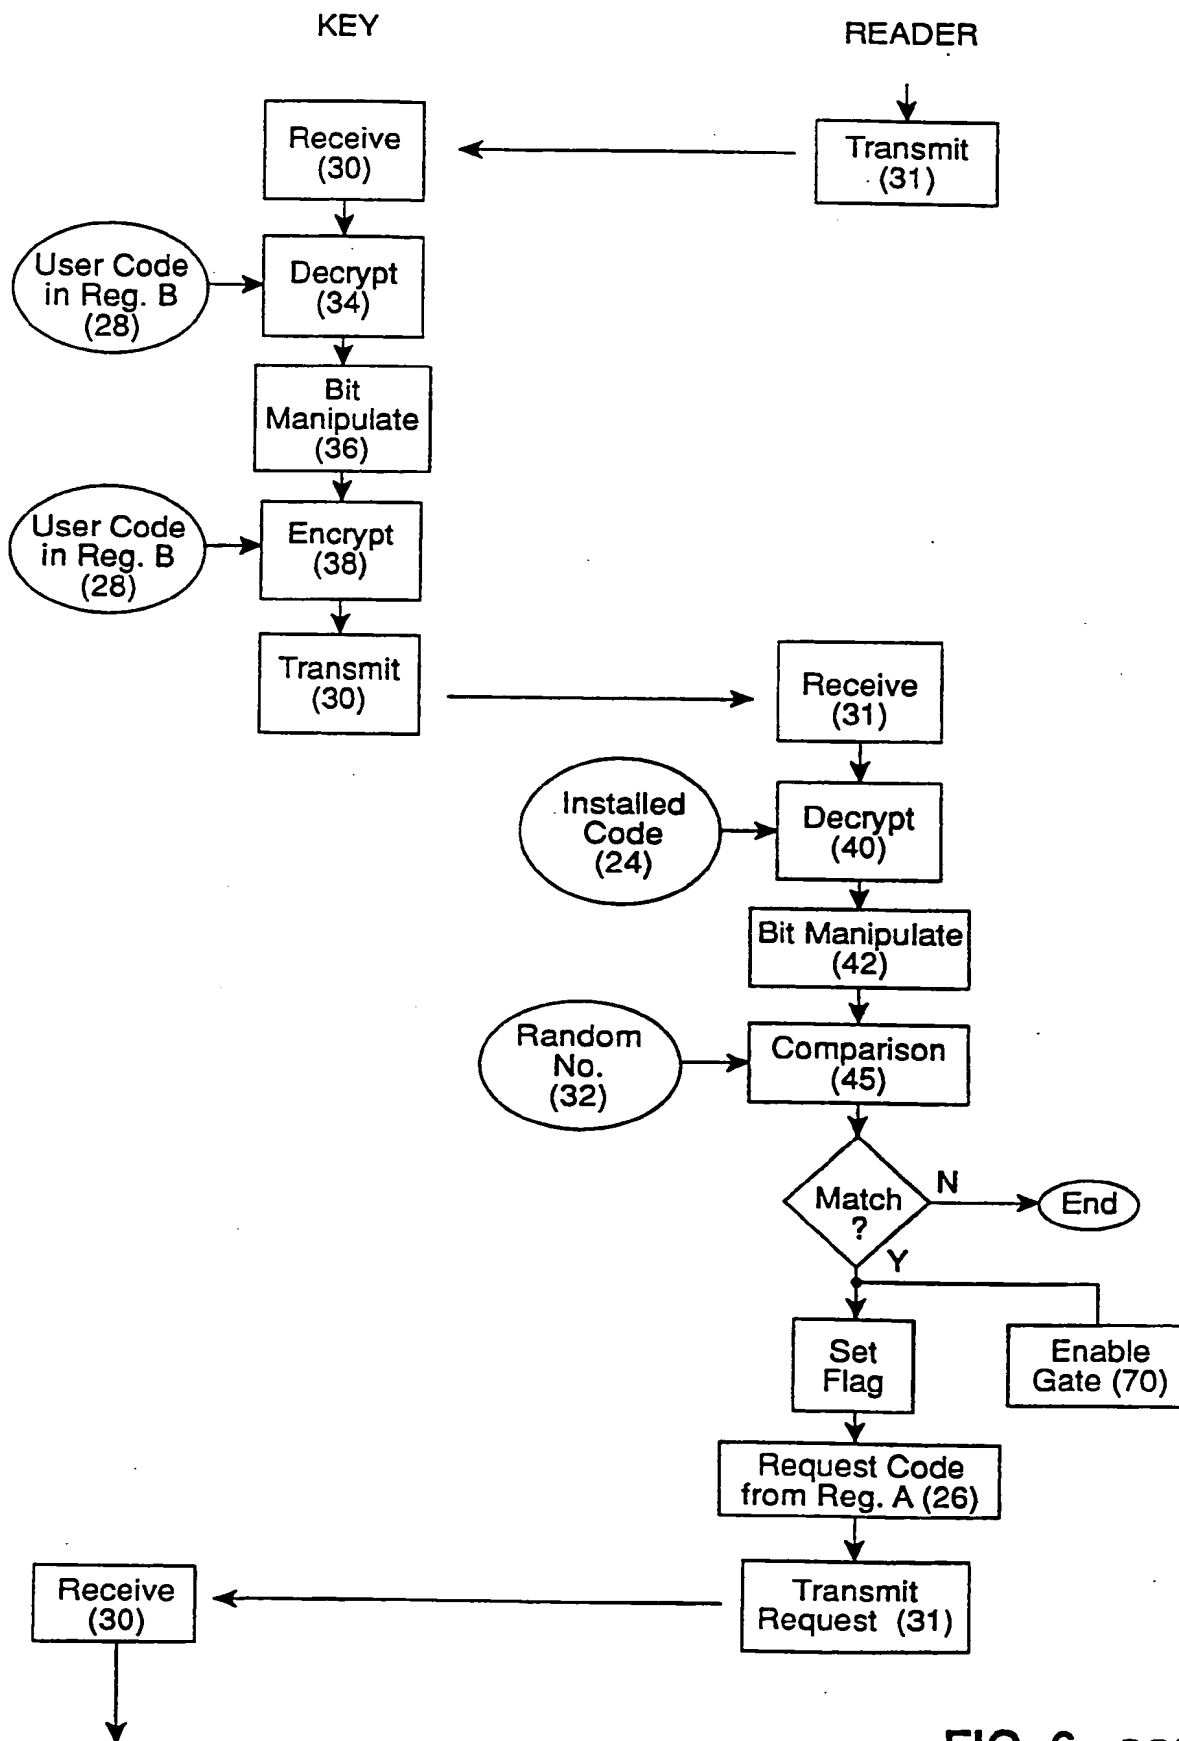 KEY
READER
Receive
(30)
Transmit
(31)
User Code
in Reg. B
(28)
Decrypt
(34)
Bit
Manipulate
(36)
User Code
in Reg. B
(28)
Encrypt
(38)
Transmit
(30)
Receive
(31)
Installed
Code
(24)
Decrypt
(40)
Bit Manipulate
(42)
Random
No.
(32)
Comparison
(45)
Match
?
N
End
Y
Set
Flag
Enable
Gate (70)
Request Code
from Reg. A (26)
Receive
(30)
Transmit
Request (31)